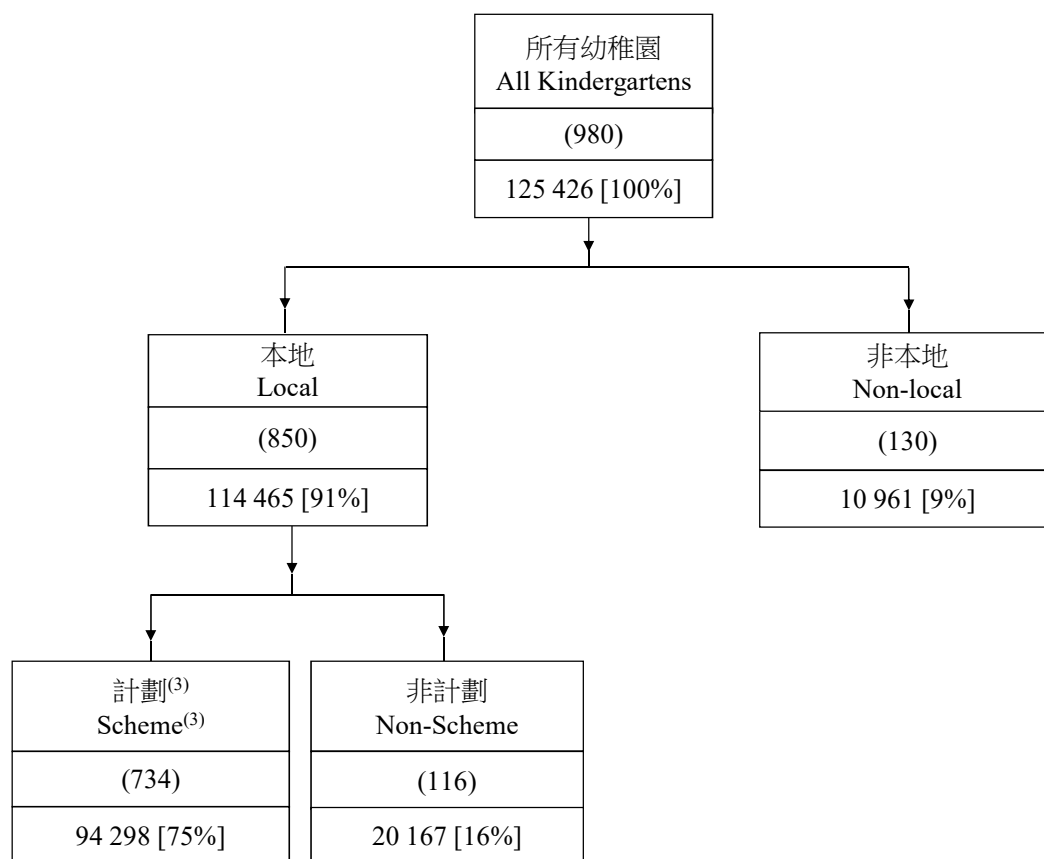 所有幼稚園
All Kindergartens
(980)
125 426 [100%]
本地
Local
(850)
114 465 [91%]
非本地
Non-local
(130)
10 961 [9%]
計劃(3)
Scheme(3)
(734)
94 298 [75%]
非計劃
Non-Scheme
(116)
20 167 [16%]